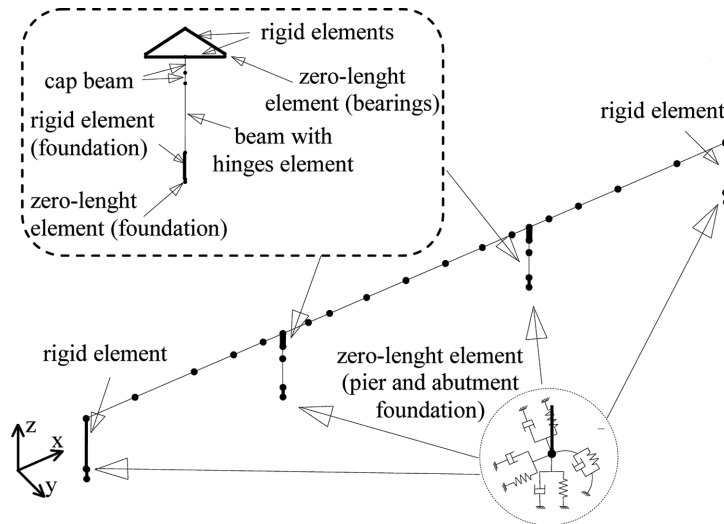 rigid elements
cap beam
zero-lenght
element (bearings)
rigid element
(foundation)
beam with
hinges element
zero-lenght
element (foundation)
rigid element
rigid element
zero-lenght element
(pier and abutment
foundation)
z
x
y